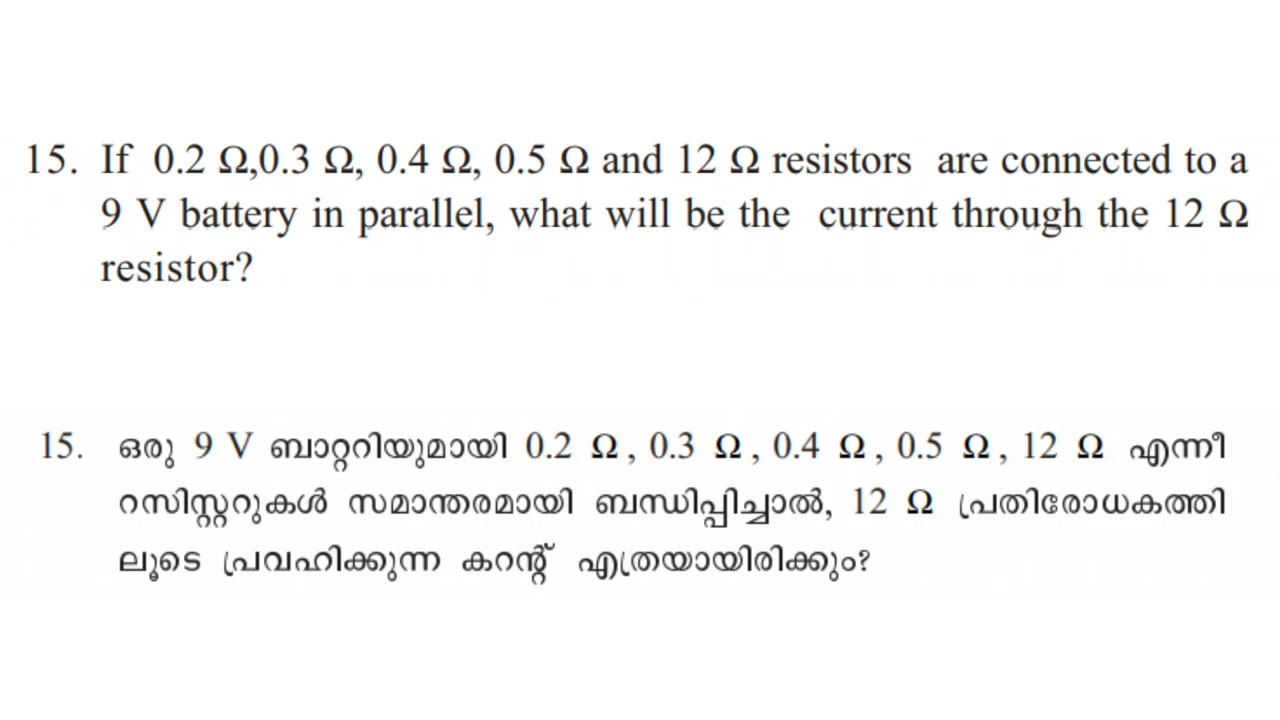 15. If 0.2 Ω,0.3 Ω, 0.4 Ω, 0.5 Ω and 12 Ω resistors are connected to a
9 V battery in parallel, what will be the current through the 12 Ω
resistor?
15. ഒരു 9 V ബാറ്ററിയുമായി 0.2 Ω , 0.3 Ω , 0.4 Ω , 0.5 Ω , 12 Ω എന്നീ
റസിസ്റ്ററുകൾ സമാന്തരമായി ബന്ധിപ്പിച്ചാൽ, 12 Ω പ്രതിരോധകത്തി
ലൂടെ പ്രവഹിക്കുന്ന കറന്റ് എത്രയായിരിക്കും?